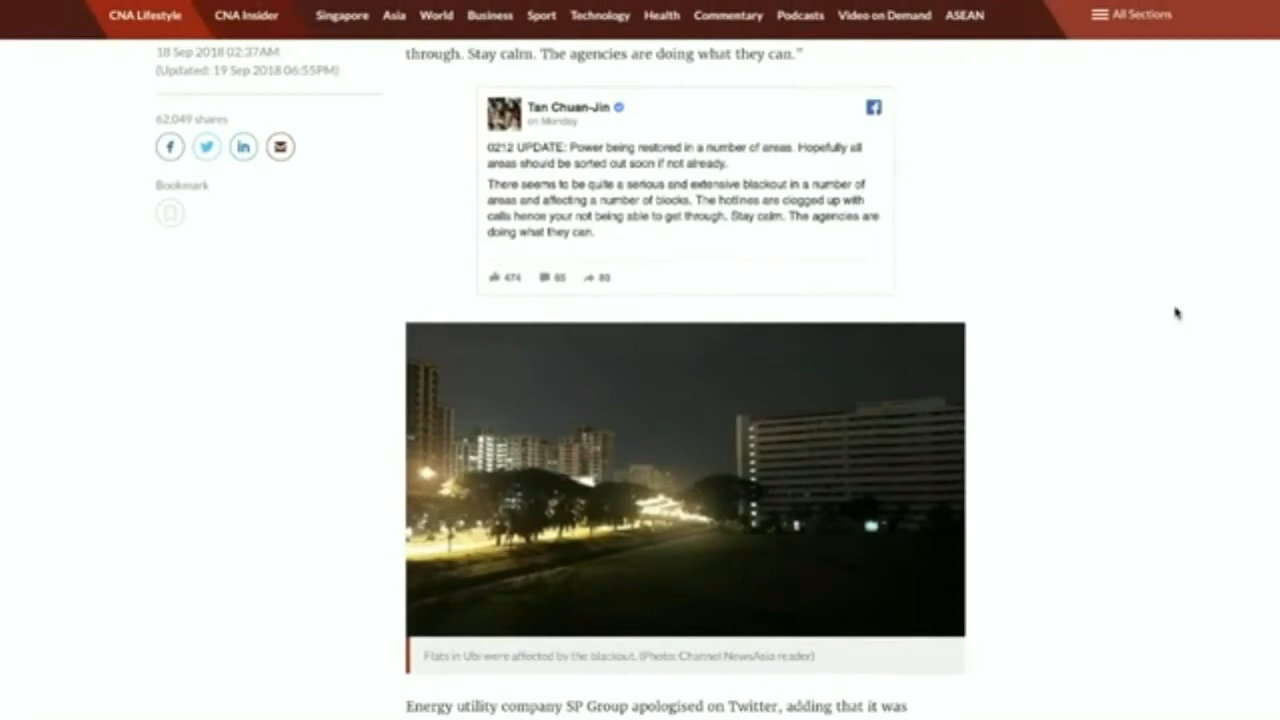 CNA Lifestyle CNA Insider Singapore Asia World Business Sport Technology Health Commentary Podcasts Video on Demand ASEAN All Sections
18 Sep 2018 02:37AM
(Updated: 19 Sep 2018 06:55PM)
62,049 shares
Bookmark
through. Stay calm. The agencies are doing what they can."
Tan Chuan-Jin
on Monday
0212 UPDATE: Power being restored in a number of areas. Hopefully all
areas should be sorted out soon if not already.
There seems to be quite a serious and extensive blackout in a number of
areas and affecting a number of blocks. The hotlines are clogged up with
calls hence your not being able to get through. Stay calm. The agencies are
doing what they can.
474 65 83
Flats in Ubi were affected by the blackout. (Photo: Channel NewsAsia reader)
Energy utility company SP Group apologised on Twitter, adding that it was